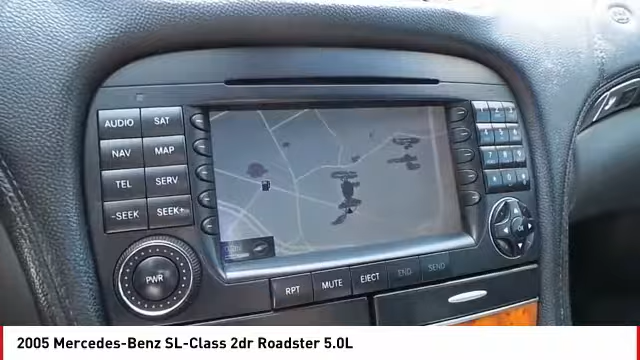 AUDIO SAT
NAV MAP
TEL SERV
-SEEK SEEK+
PWR
RPT MUTE EJECT END SEND
2005 Mercedes-Benz SL-Class 2dr Roadster 5.0L